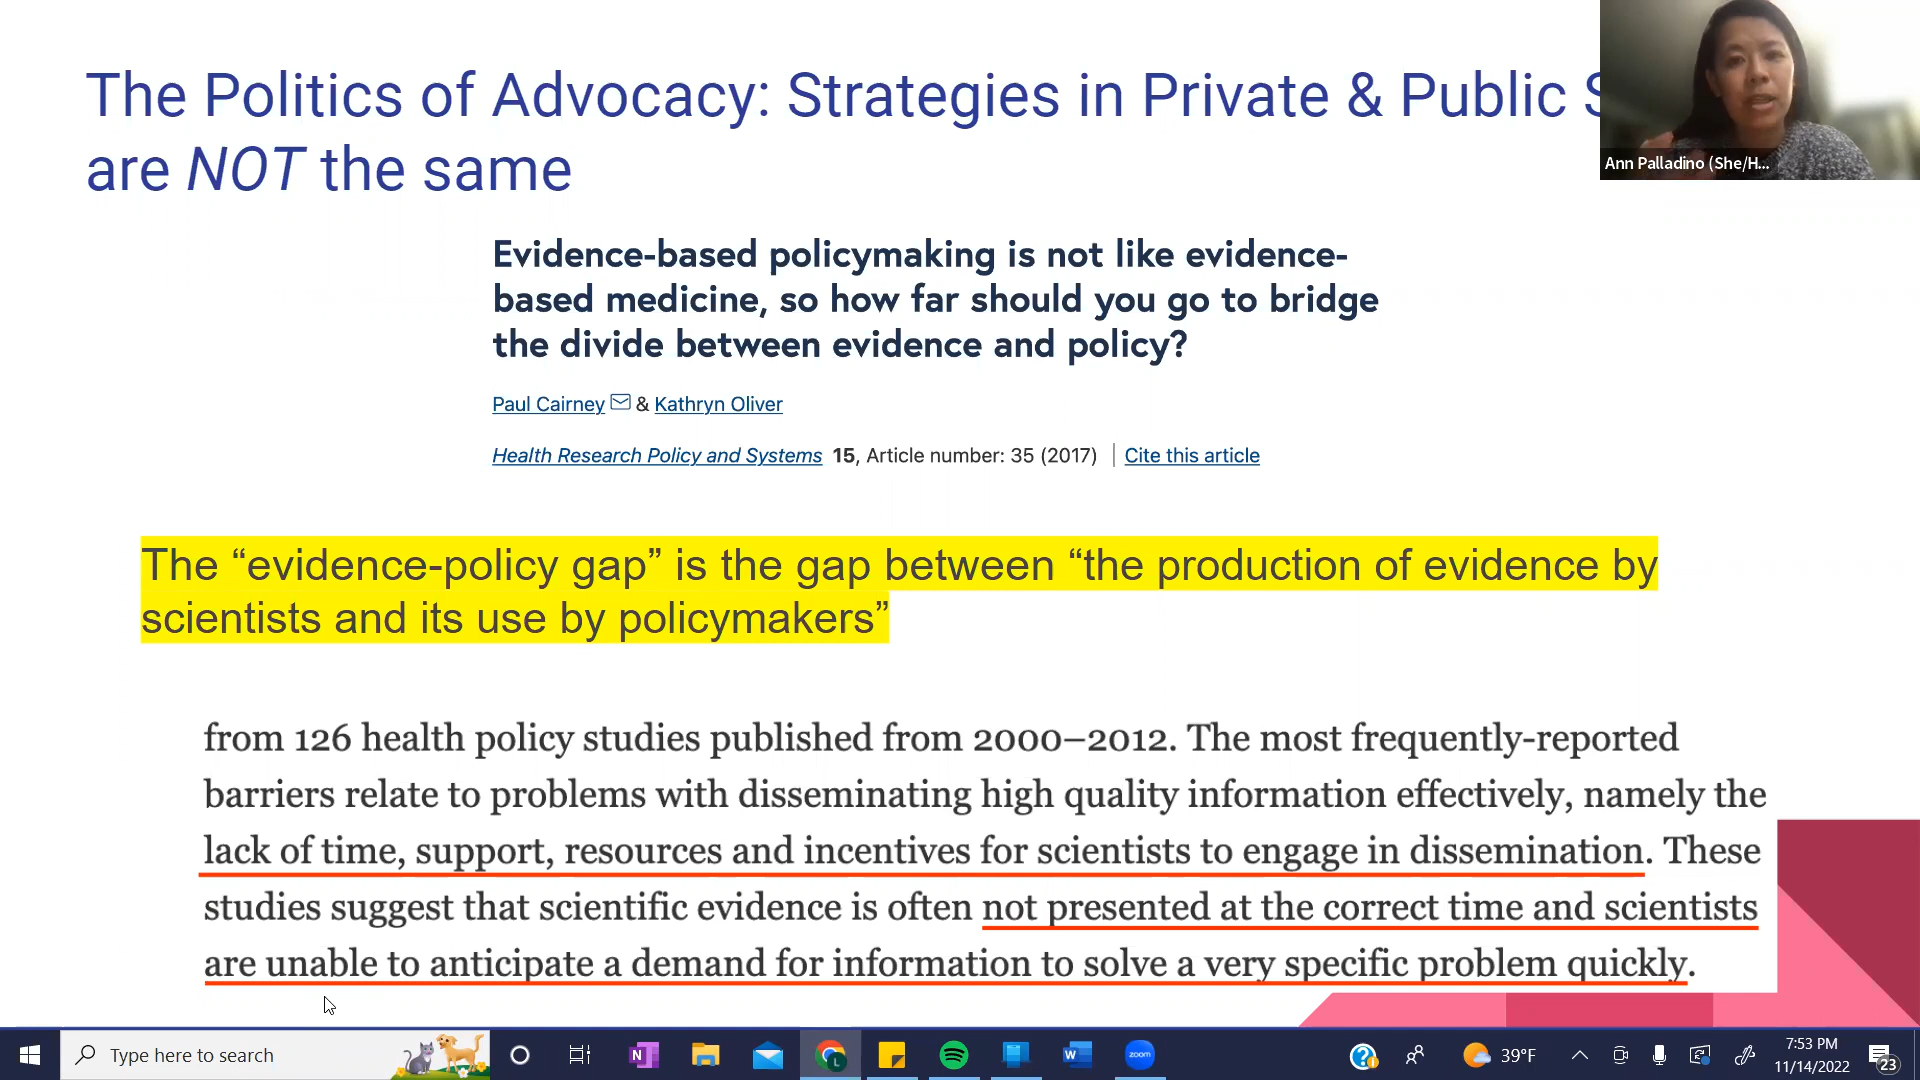 The Politics of Advocacy: Strategies in Private & Public S
are NOT the same
Ann Palladino (She/H...
Evidence-based policymaking is not like evidence-
based medicine, so how far should you go to bridge
the divide between evidence and policy?
Paul Cairney & Kathryn Oliver
Health Research Policy and Systems 15, Article number: 35 (2017) | Cite this article
The “evidence-policy gap” is the gap between “the production of evidence by
scientists and its use by policymakers”
from 126 health policy studies published from 2000–2012. The most frequently-reported
barriers relate to problems with disseminating high quality information effectively, namely the
lack of time, support, resources and incentives for scientists to engage in dissemination. These
studies suggest that scientific evidence is often not presented at the correct time and scientists
are unable to anticipate a demand for information to solve a very specific problem quickly.
Type here to search
N
L
W
zoom
39°F
7:53 PM
11/14/2022
23